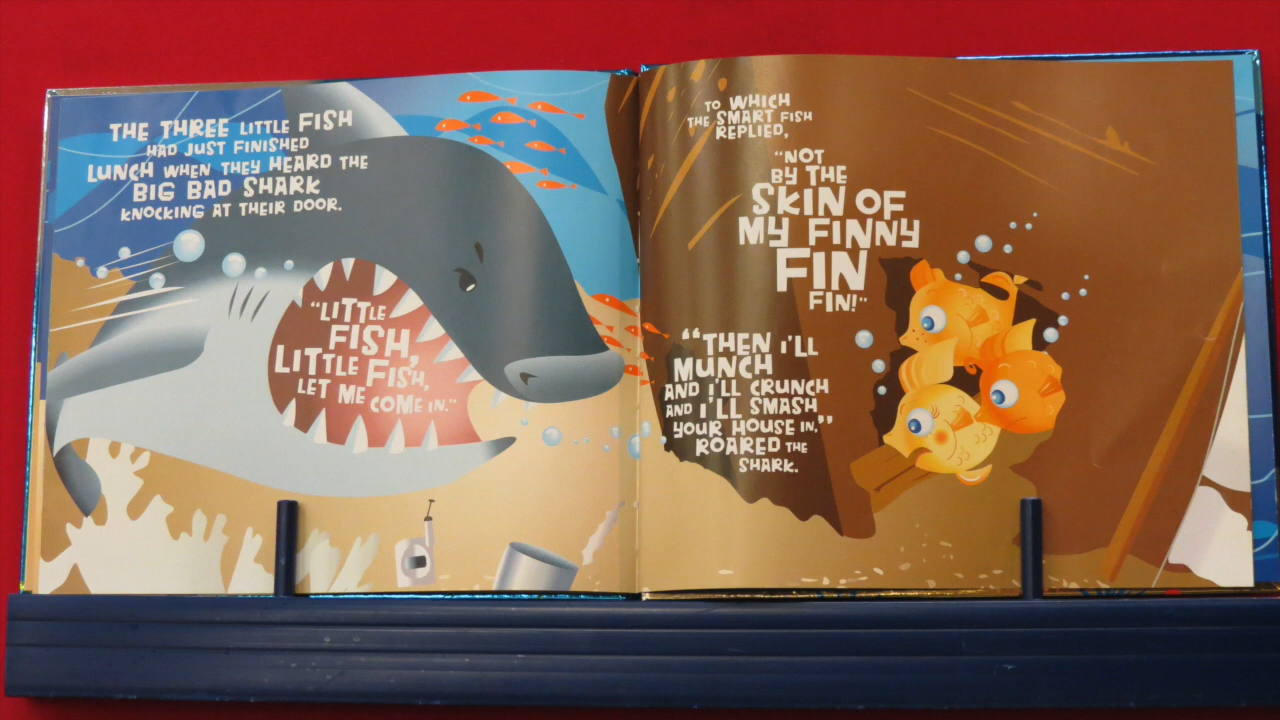 THE THREE LITTLE FISH
HAD JUST FINISHED
LUNCH WHEN THEY HEARD THE
BIG BAD SHARK
KNOCKING AT THEIR DOOR.
"LITTLE
FISH,
LITTLE FISH,
LET ME COME IN."
TO WHICH
THE SMART FISH
REPLIED,
"NOT
BY THE
SKIN OF
MY FINNY
FIN
FIN!"
"THEN I'LL
MUNCH
AND I'LL CRUNCH
AND I'LL SMASH
YOUR HOUSE IN,"
ROARED THE
SHARK.